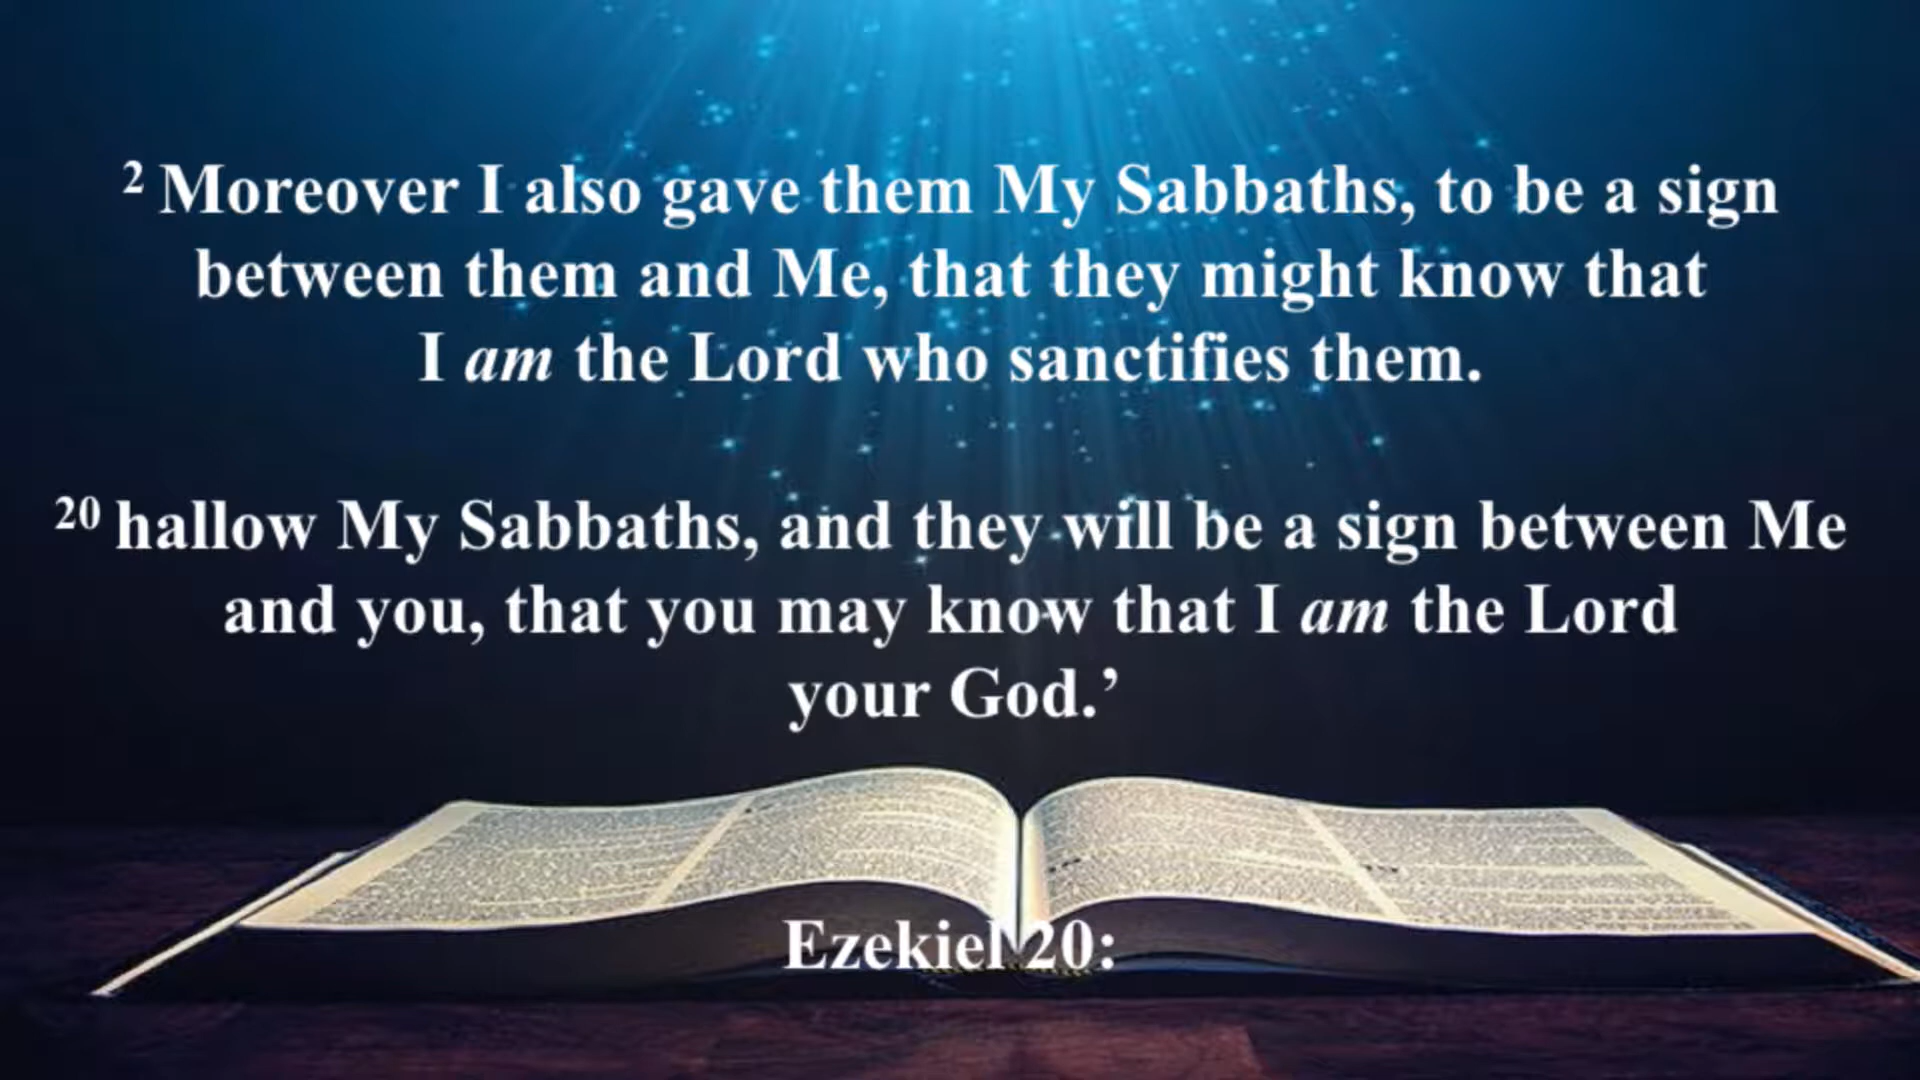 2 Moreover I also gave them My Sabbaths, to be a sign
between them and Me, that they might know that
I am the Lord who sanctifies them.
20 hallow My Sabbaths, and they will be a sign between Me
and you, that you may know that I am the Lord
your God.’
Ezekiel 20: